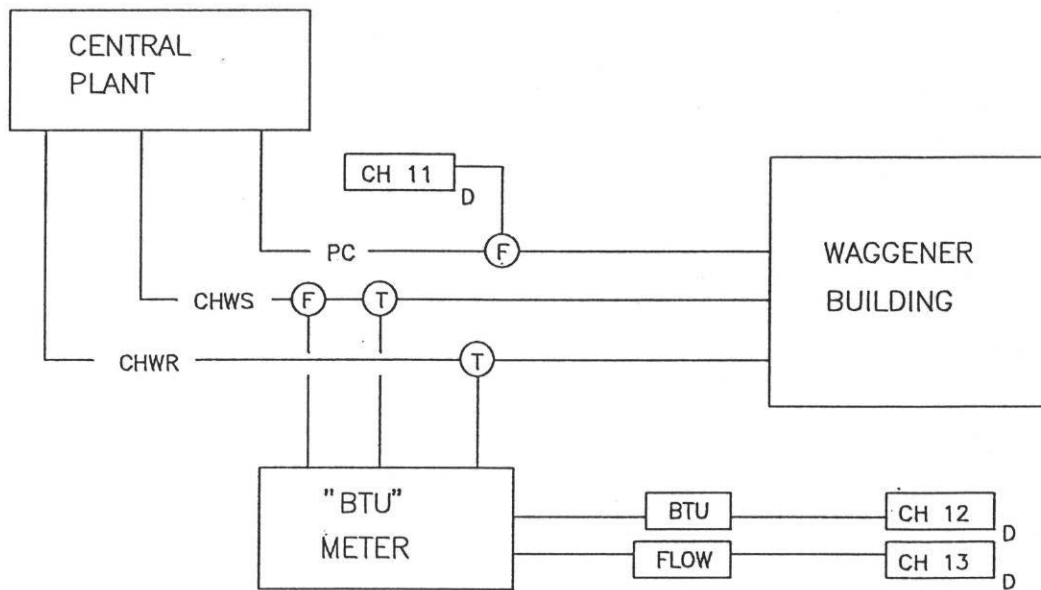 CENTRAL
PLANT
CH 11
D
PC
F
WAGGENER
BUILDING
CHWS
F
T
CHWR
T
"BTU"
METER
BTU
CH 12
D
FLOW
CH 13
D